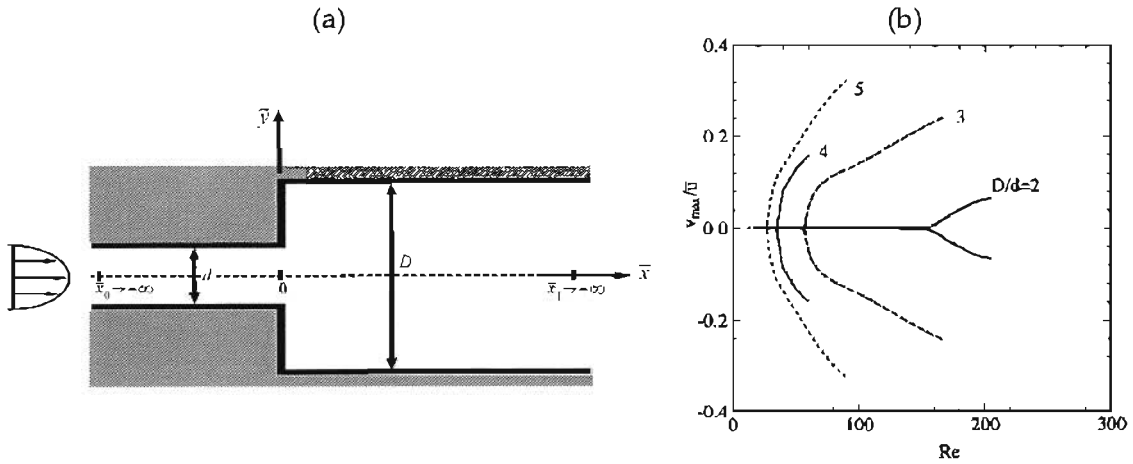 (a)
(b)
ȳ
d
D
0
x̄
x̄₀→-∞
x̄₁→∞
0.4
0.2
0.0
-0.2
-0.4
v_max/ū
0
100
200
300
Re
5
4
3
D/d=2